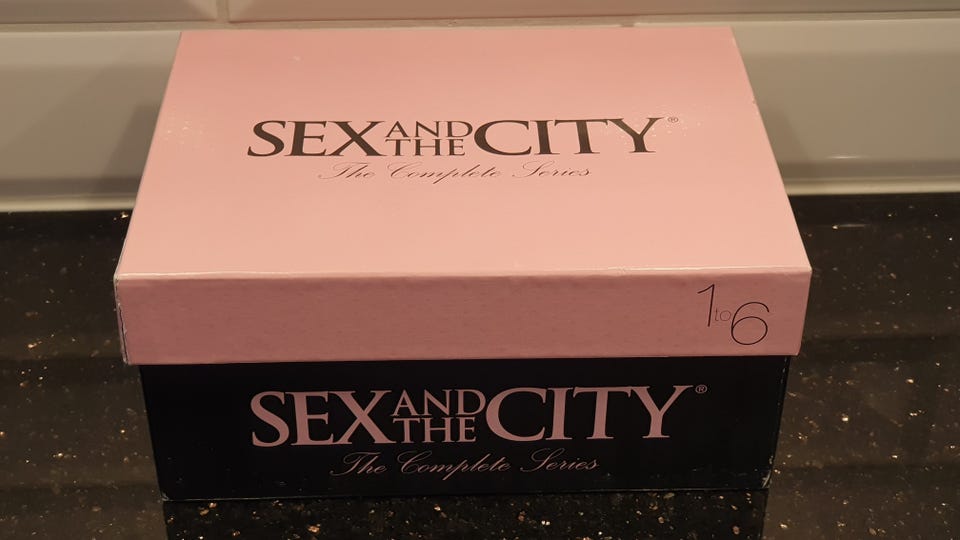 SEX AND THE CITY®
The Complete Series
1 to 6
SEX AND THE CITY®
The Complete Series